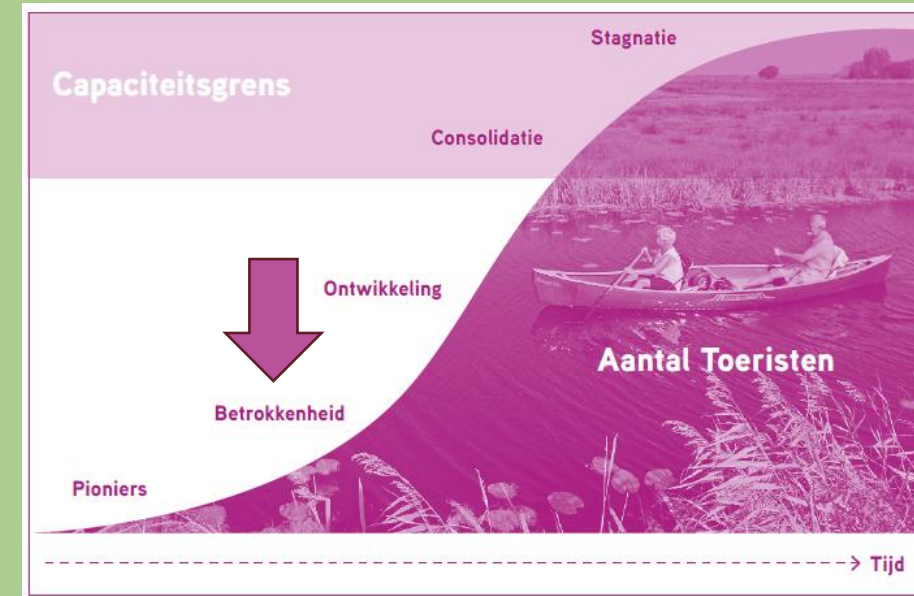 Stagnatie
Capaciteitsgrens
Consolidatie
Ontwikkeling
Aantal Toeristen
Betrokkenheid
Pioniers
Tijd